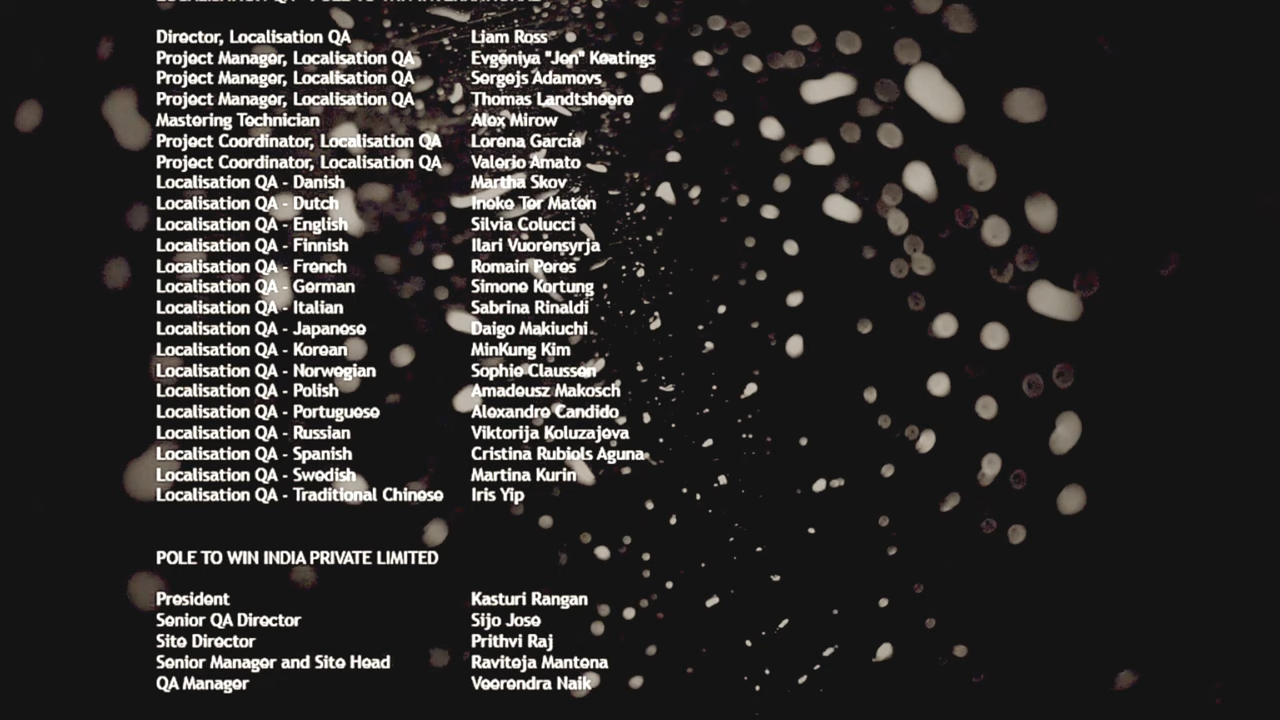 Director, Localisation QA Liam Ross
Project Manager, Localisation QA Evgeniya "Jen" Keatings
Project Manager, Localisation QA Sergejs Adamovs
Project Manager, Localisation QA Thomas Landtsheere
Mastering Technician Alex Mirow
Project Coordinator, Localisation QA Lorena García
Project Coordinator, Localisation QA Valerio Amato
Localisation QA - Danish Martha Skov
Localisation QA - Dutch Ineke Ter Maten
Localisation QA - English Silvia Colucci
Localisation QA - Finnish Ilari Vuorensyrja
Localisation QA - French Romain Peres
Localisation QA - German Simone Kortung
Localisation QA - Italian Sabrina Rinaldi
Localisation QA - Japanese Daigo Makiuchi
Localisation QA - Korean MinKung Kim
Localisation QA - Norwegian Sophie Claussen
Localisation QA - Polish Amadeusz Makosch
Localisation QA - Portuguese Alexandre Candido
Localisation QA - Russian Viktorija Koluzajeva
Localisation QA - Spanish Cristina Rubiols Aguna
Localisation QA - Swedish Martina Kurin
Localisation QA - Traditional Chinese Iris Yip
POLE TO WIN INDIA PRIVATE LIMITED
President Kasturi Rangan
Senior QA Director Sijo Jose
Site Director Prithvi Raj
Senior Manager and Site Head Raviteja Mantena
QA Manager Veerendra Naik